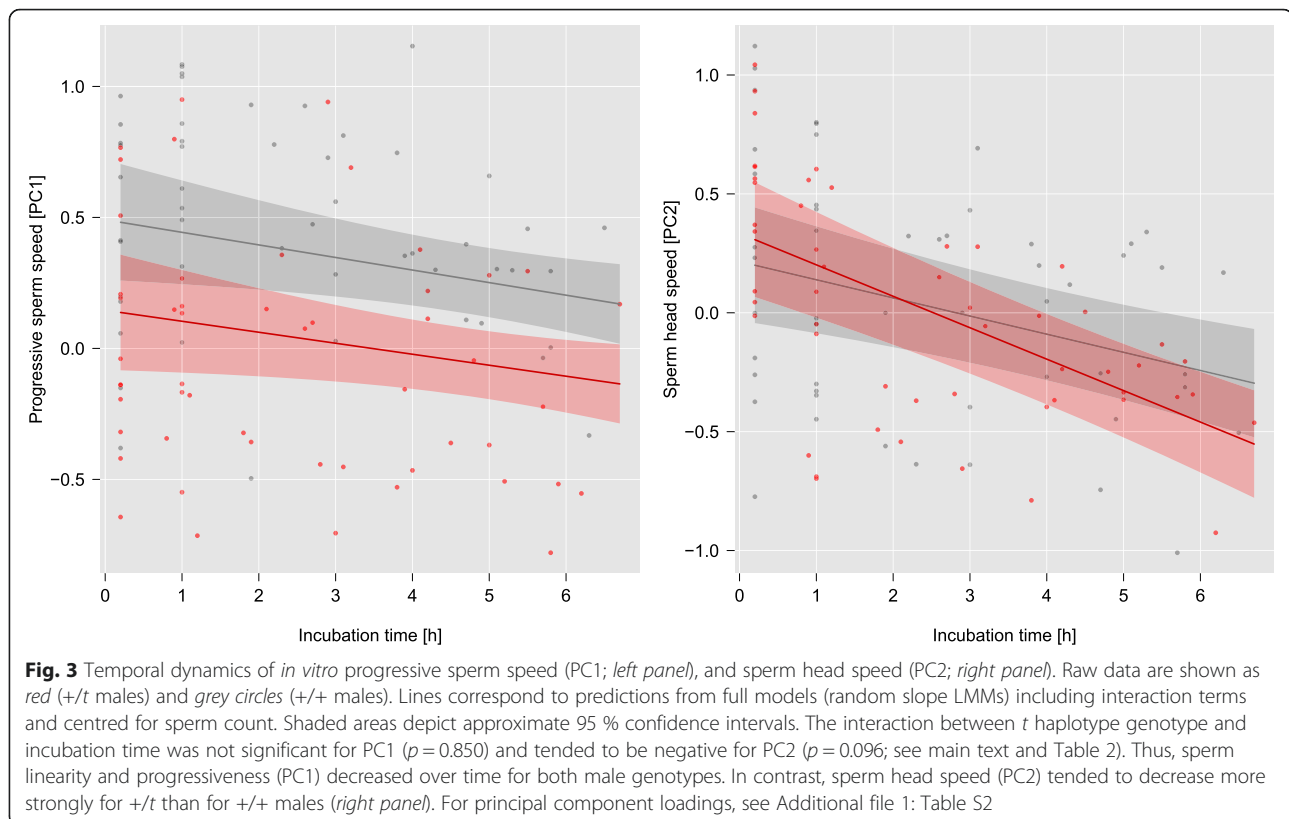 Progressive sperm speed [PC1]
1.0
0.5
0.0
−0.5
0 1 2 3 4 5 6
Incubation time [h]
Sperm head speed [PC2]
1.0
0.5
0.0
−0.5
−1.0
0 1 2 3 4 5 6
Incubation time [h]
Fig. 3 Temporal dynamics of in vitro progressive sperm speed (PC1; left panel), and sperm head speed (PC2; right panel). Raw data are shown as
red (+/t males) and grey circles (+/+ males). Lines correspond to predictions from full models (random slope LMMs) including interaction terms
and centred for sperm count. Shaded areas depict approximate 95 % confidence intervals. The interaction between t haplotype genotype and
incubation time was not significant for PC1 (p = 0.850) and tended to be negative for PC2 (p = 0.096; see main text and Table 2). Thus, sperm
linearity and progressiveness (PC1) decreased over time for both male genotypes. In contrast, sperm head speed (PC2) tended to decrease more
strongly for +/t than for +/+ males (right panel). For principal component loadings, see Additional file 1: Table S2